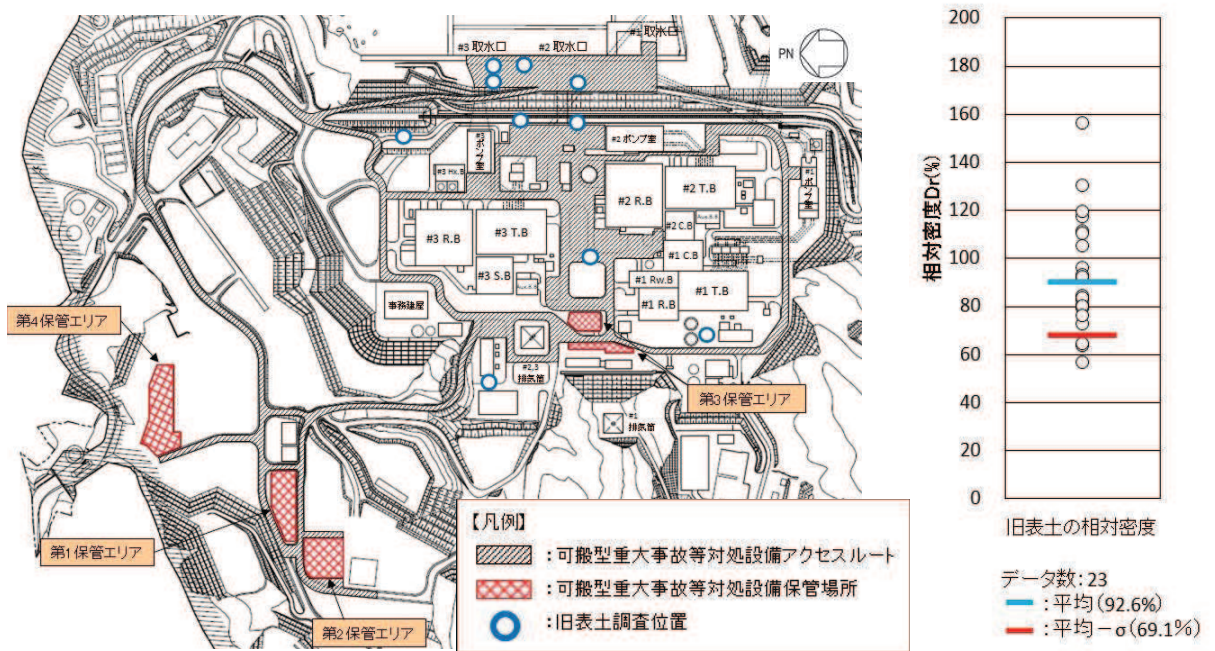 #3 取水口
#2 取水口
#1 取水口
PN
#3 ポンプ室
#2 ポンプ室
#1 ポンプ室
#3 Hx.B
#2 R.B
#2 T.B
#3 R.B
#3 T.B
#2 C.B
Aux.B.B
#1 C.B
#3 S.B
Aux.B.B
#1 Rw.B
#1 R.B
#1 T.B
事務建屋
#2,3
排気筒
#1
排気筒
第4保管エリア
第3保管エリア
第1保管エリア
第2保管エリア
【凡例】
:可搬型重大事故等対処設備アクセスルート
:可搬型重大事故等対処設備保管場所
:旧表土調査位置
相対密度Dr(%)
200
180
160
140
120
100
80
60
40
20
0
旧表土の相対密度
データ数:23
:平均(92.6%)
:平均-σ(69.1%)